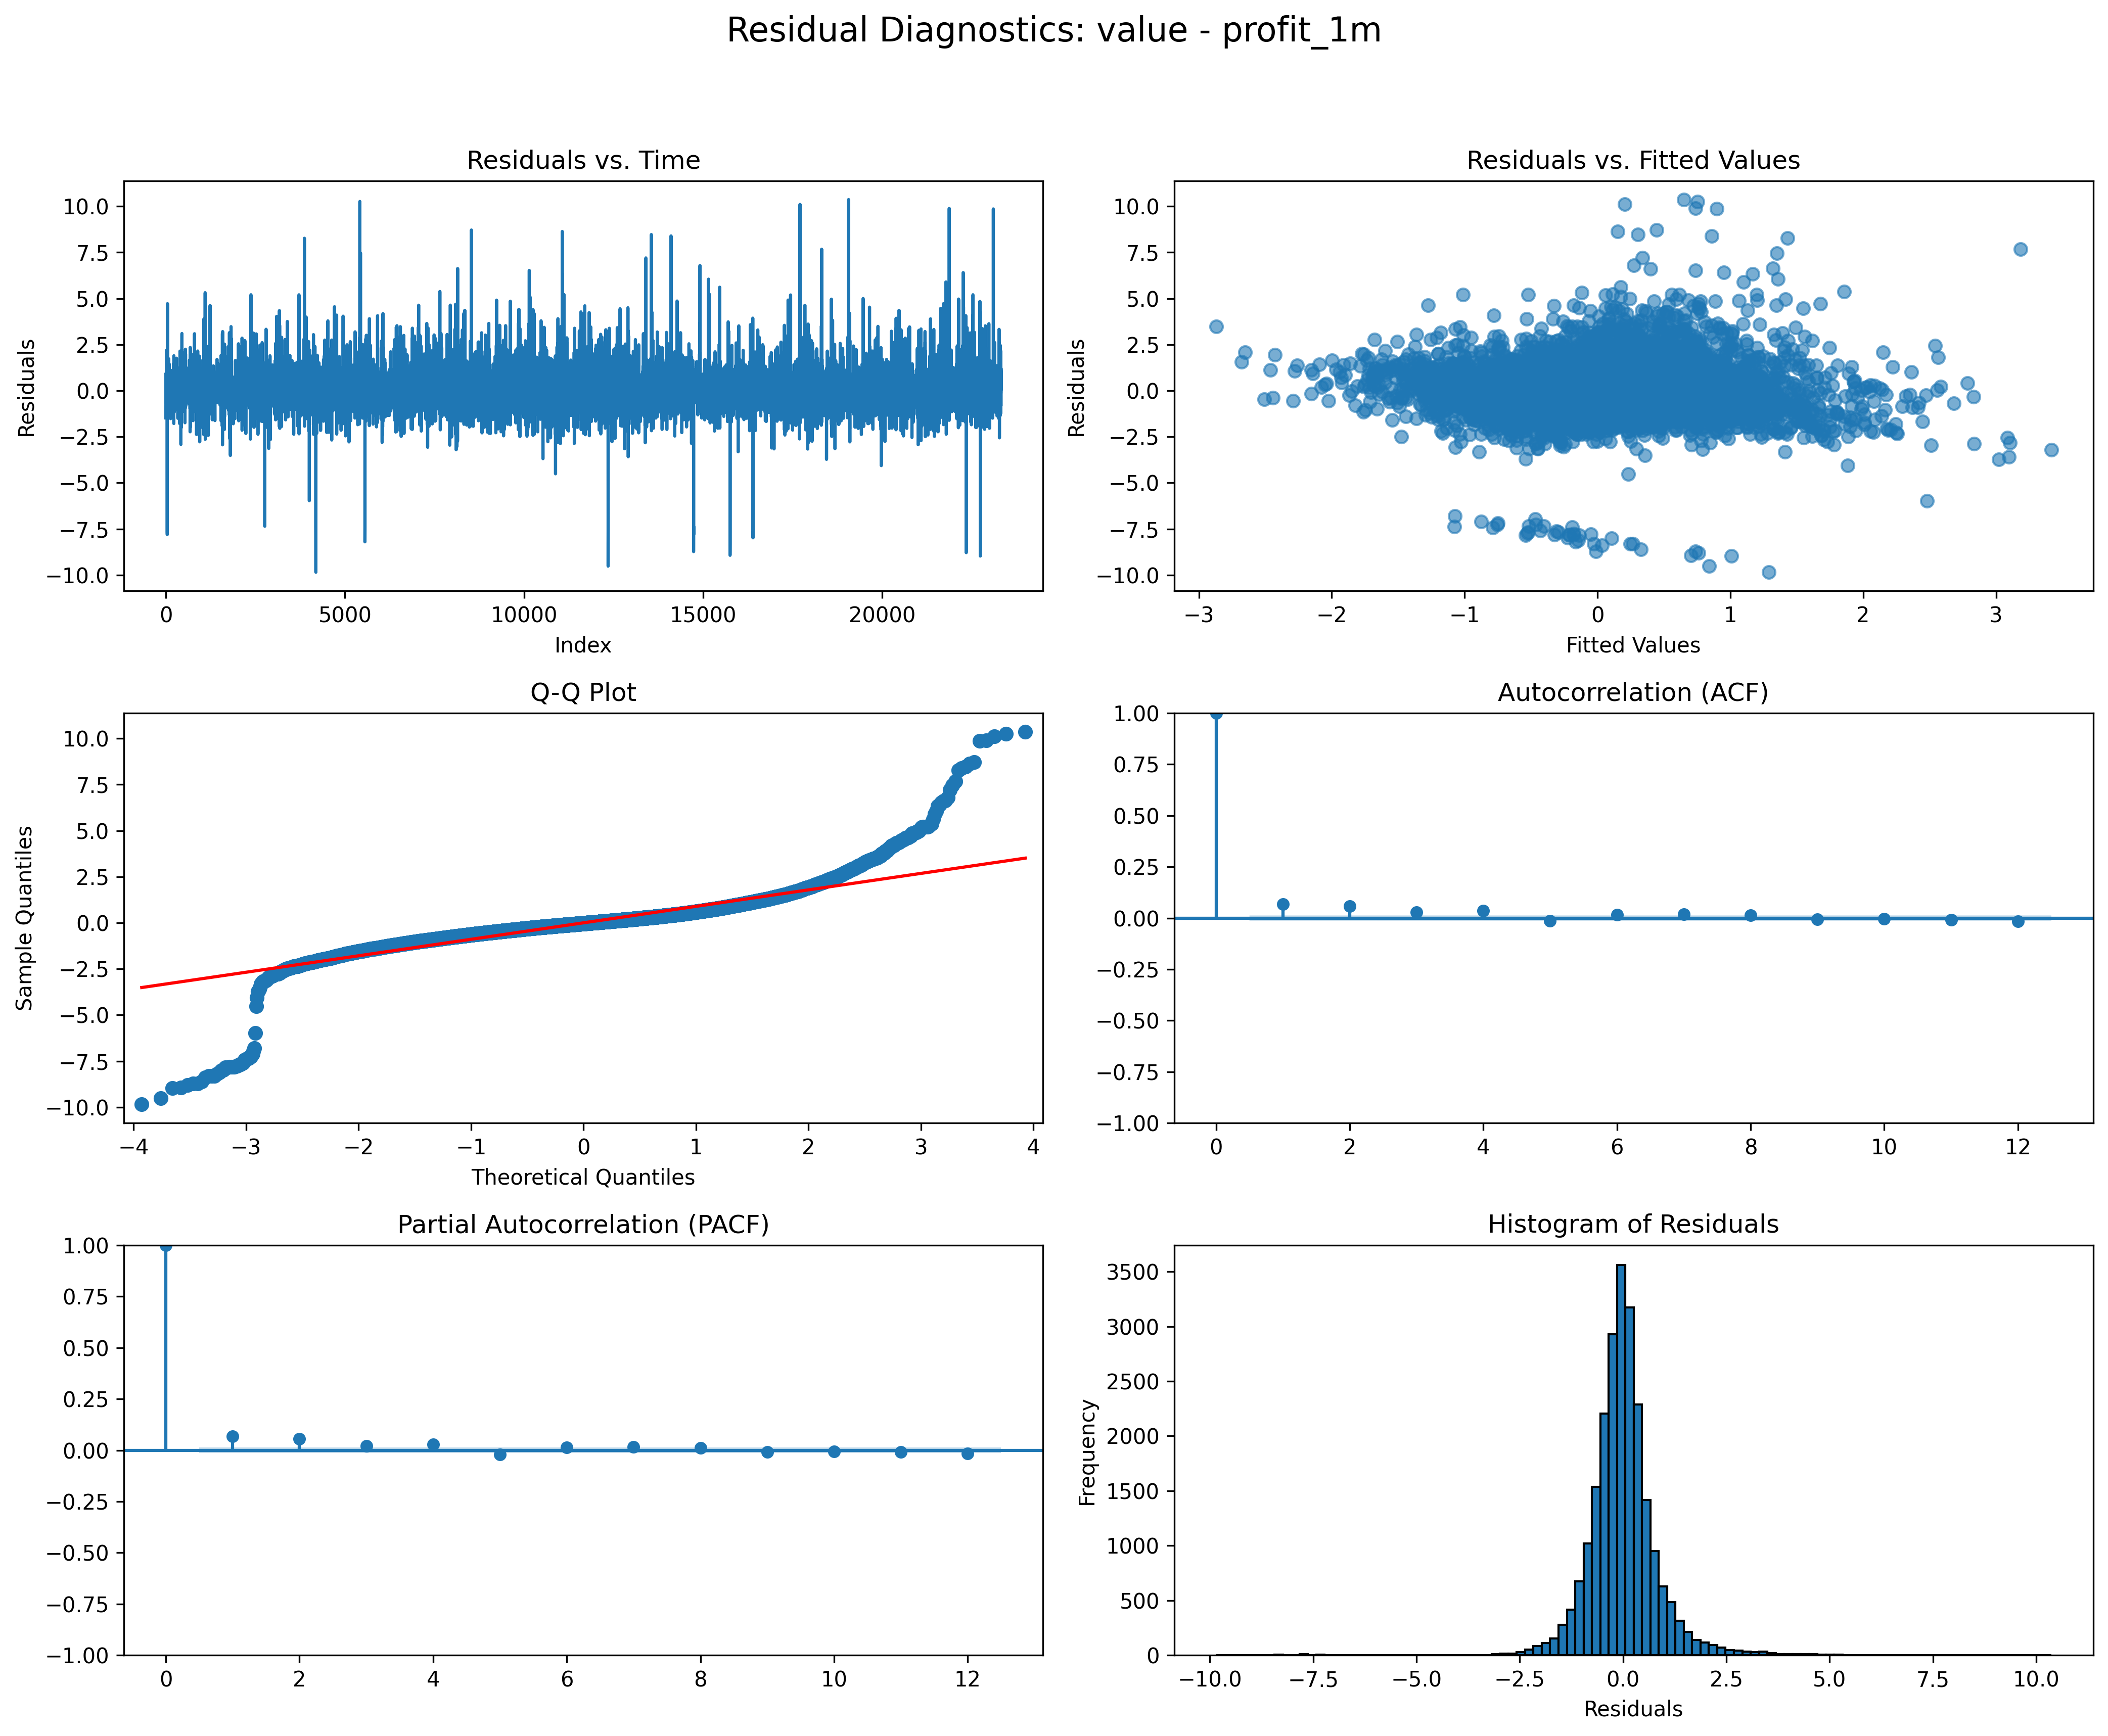 Residual Diagnostics: value - profit_1m
Residuals vs. Time
10.0
7.5
5.0
2.5
0.0
−2.5
−5.0
−7.5
−10.0
Residuals
0 5000 10000 15000 20000
Index
Residuals vs. Fitted Values
10.0
7.5
5.0
2.5
0.0
−2.5
−5.0
−7.5
−10.0
Residuals
−3 −2 −1 0 1 2 3
Fitted Values
Q-Q Plot
10.0
7.5
5.0
2.5
0.0
−2.5
−5.0
−7.5
−10.0
Sample Quantiles
−4 −3 −2 −1 0 1 2 3 4
Theoretical Quantiles
Autocorrelation (ACF)
1.00
0.75
0.50
0.25
0.00
−0.25
−0.50
−0.75
−1.00
0 2 4 6 8 10 12
Partial Autocorrelation (PACF)
1.00
0.75
0.50
0.25
0.00
−0.25
−0.50
−0.75
−1.00
0 2 4 6 8 10 12
Histogram of Residuals
3500
3000
2500
2000
1500
1000
500
0
Frequency
−10.0 −7.5 −5.0 −2.5 0.0 2.5 5.0 7.5 10.0
Residuals